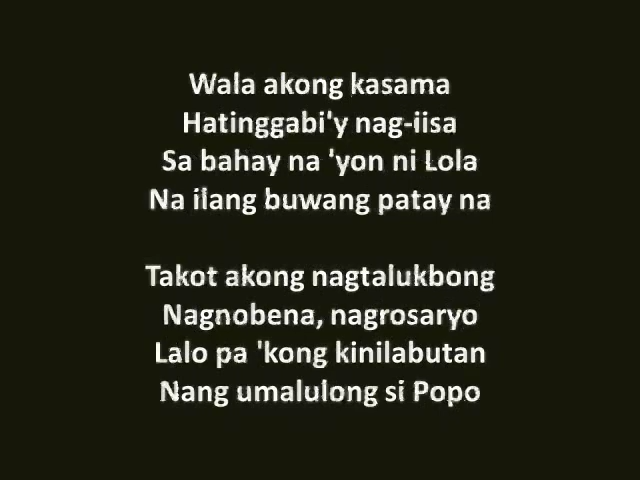 Wala akong kasama
Hatinggabi'y nag-iisa
Sa bahay na 'yon ni Lola
Na ilang buwang patay na
Takot akong nagtalukbong
Nagnobena, nagrosaryo
Lalo pa 'kong kinilabutan
Nang umalulong si Popo